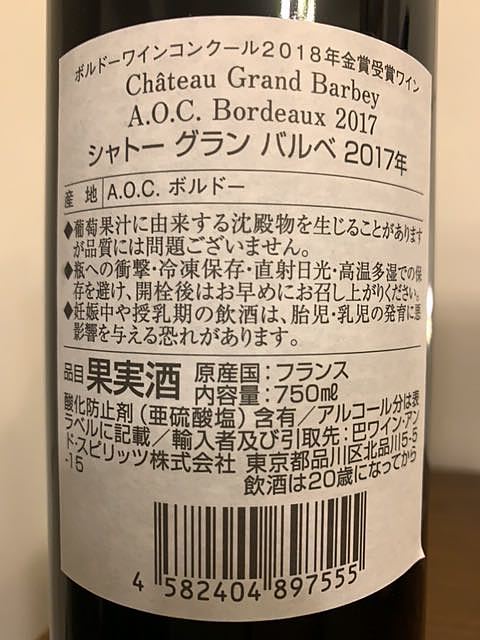 ボルドーワインコンクール2018年金賞受賞ワイン
Château Grand Barbey
A.O.C. Bordeaux 2017
シャトー グラン バルベ 2017年
産 地 A.O.C. ボルドー
◆葡萄果汁に由来する沈殿物を生じることがあります
が品質には問題ございません。
◆瓶への衝撃・冷凍保存・直射日光・高温多湿での保
存を避け、開栓後はお早めにお召し上がりください。
◆妊娠中や授乳期の飲酒は、胎児・乳児の発育に悪
影響を与える恐れがあります。
品目 果実酒 原産国：フランス
内容量：750㎖
酸化防止剤（亜硫酸塩）含有／アルコール分は表
ラベルに記載／輸入者及び引取先：巴ワイン・アン
ド・スピリッツ株式会社 東京都品川区北品川5-5
-15 飲酒は20歳になってから
4 582404 897555